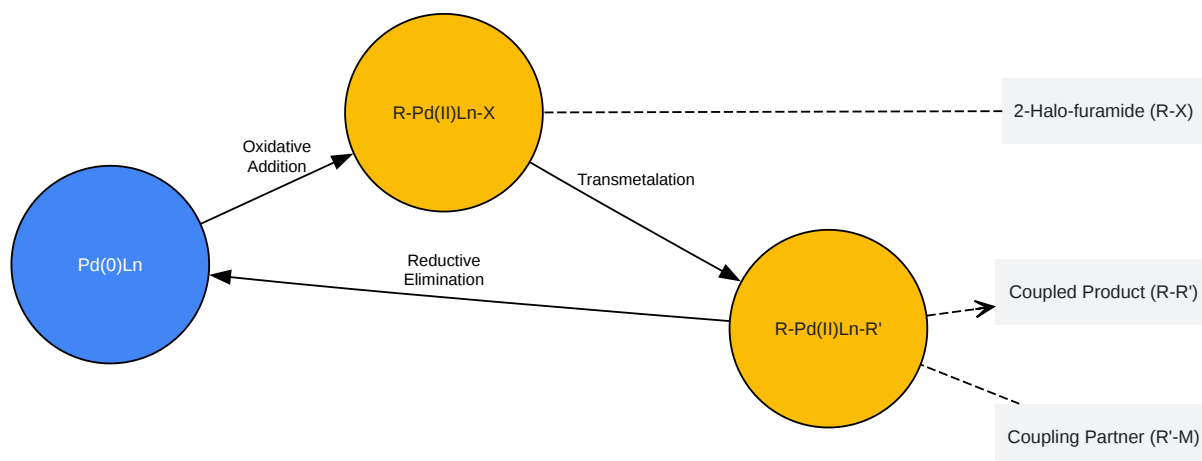 R-Pd(II)Ln-X
2-Halo-furamide (R-X)
Oxidative
Addition
Transmetalation
Pd(0)Ln
Reductive
Elimination
Coupled Product (R-R')
R-Pd(II)Ln-R'
Coupling Partner (R'-M)